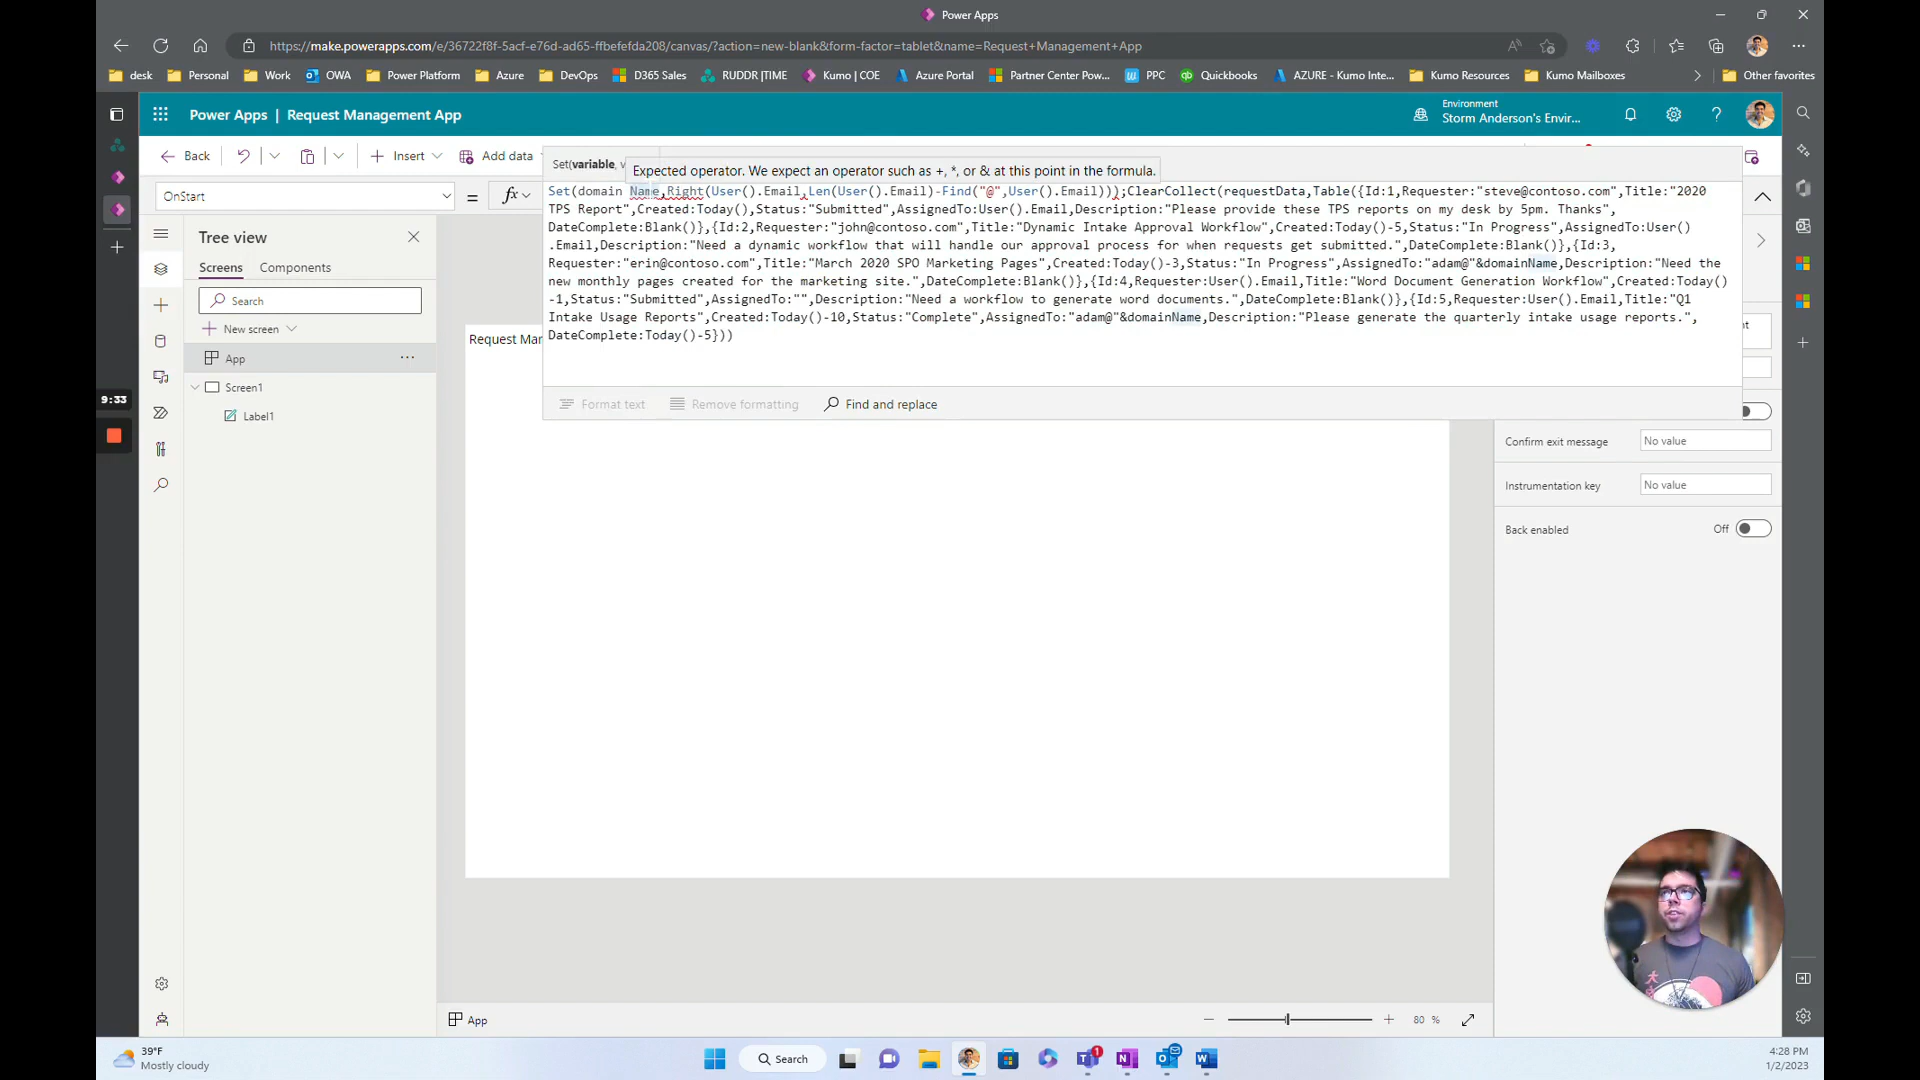 Power Apps
https://make.powerapps.com/e/36722f8f-5acf-e76d-ad65-ffbefefda208/canvas/?action=new-blank&form-factor=tablet&name=Request+Management+App
desk Personal Work OWA Power Platform Azure DevOps D365 Sales RUDDR |TIME Kumo | COE Azure Portal Partner Center Pow... PPC Quickbooks AZURE - Kumo Inte... Kumo Resources Kumo Mailboxes Other favorites
Power Apps | Request Management App
Environment
Storm Anderson's Envir...
Back Insert Add data
Set(variable, v
Expected operator. We expect an operator such as +, *, or & at this point in the formula.
OnStart = fx
Set(domain Name,Right(User().Email,Len(User().Email)-Find("@",User().Email)));ClearCollect(requestData,Table({Id:1,Requester:"steve@contoso.com",Title:"2020
TPS Report",Created:Today(),Status:"Submitted",AssignedTo:User().Email,Description:"Please provide these TPS reports on my desk by 5pm. Thanks",
DateComplete:Blank()},{Id:2,Requester:"john@contoso.com",Title:"Dynamic Intake Approval Workflow",Created:Today()-5,Status:"In Progress",AssignedTo:User()
.Email,Description:"Need a dynamic workflow that will handle our approval process for when requests get submitted.",DateComplete:Blank()},{Id:3,
Requester:"erin@contoso.com",Title:"March 2020 SPO Marketing Pages",Created:Today()-3,Status:"In Progress",AssignedTo:"adam@"&domainName,Description:"Need the
new monthly pages created for the marketing site.",DateComplete:Blank()},{Id:4,Requester:User().Email,Title:"Word Document Generation Workflow",Created:Today()
-1,Status:"Submitted",AssignedTo:"",Description:"Need a workflow to generate word documents.",DateComplete:Blank()},{Id:5,Requester:User().Email,Title:"Q1
Intake Usage Reports",Created:Today()-10,Status:"Complete",AssignedTo:"adam@"&domainName,Description:"Please generate the quarterly intake usage reports.",
DateComplete:Today()-5}))
Format text Remove formatting Find and replace
Tree view
Screens Components
Search
New screen
App
Screen1
Label1
9:33
Request Mar
Confirm exit message No value
Instrumentation key No value
Back enabled Off
App
80 %
39°F
Mostly cloudy
Search
1
4:28 PM
1/2/2023